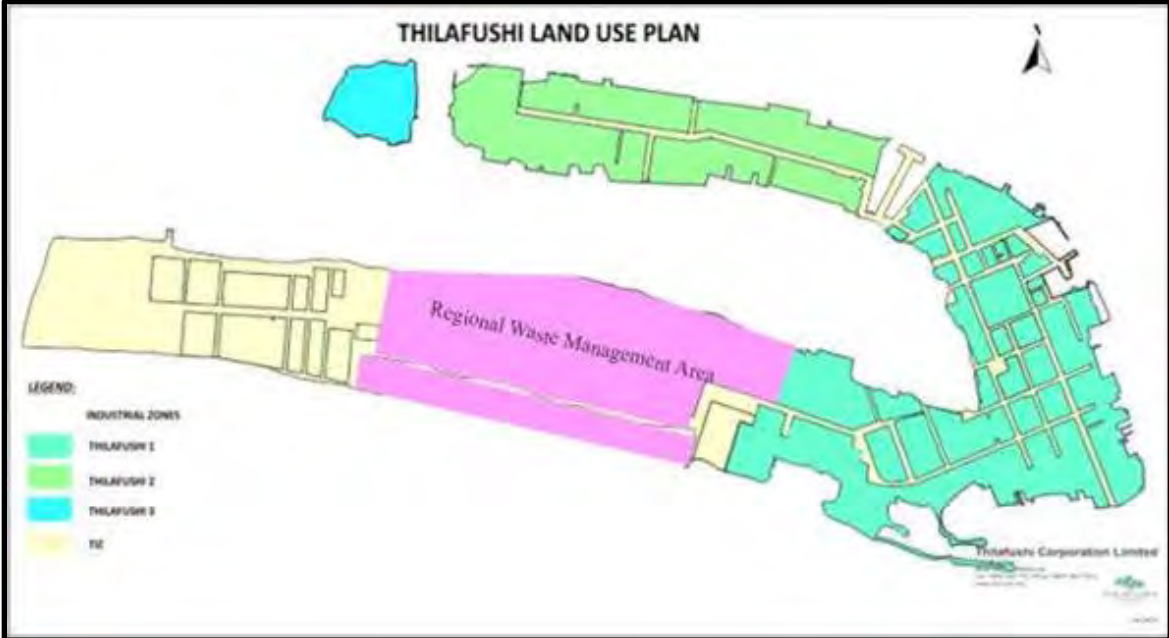 THILAFUSHI LAND USE PLAN
Regional Waste Management Area
LEGEND:
INDUSTRIAL ZONES
THILAFUSHI 1
THILAFUSHI 2
THILAFUSHI 3
TIZ
Thilafushi Corporation Limited